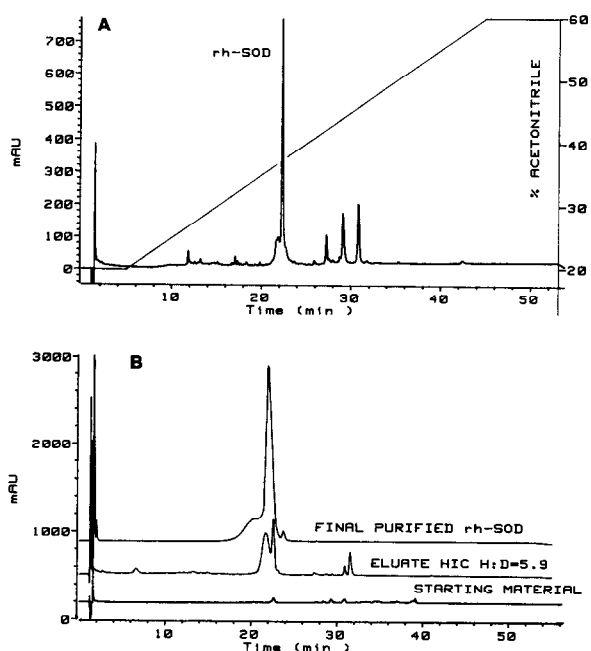 A
rh-SOD
mAU
700
600
500
400
300
200
100
0
60
50
40
30
20
% ACETONITRILE
10 20 30 40 50
Time (min )
B
mAU
3000
2000
1000
0
FINAL PURIFIED rh-SOD
ELUATE HIC H:D=5.9
STARTING MATERIAL
0 10 20 30 40 50
Time (min )